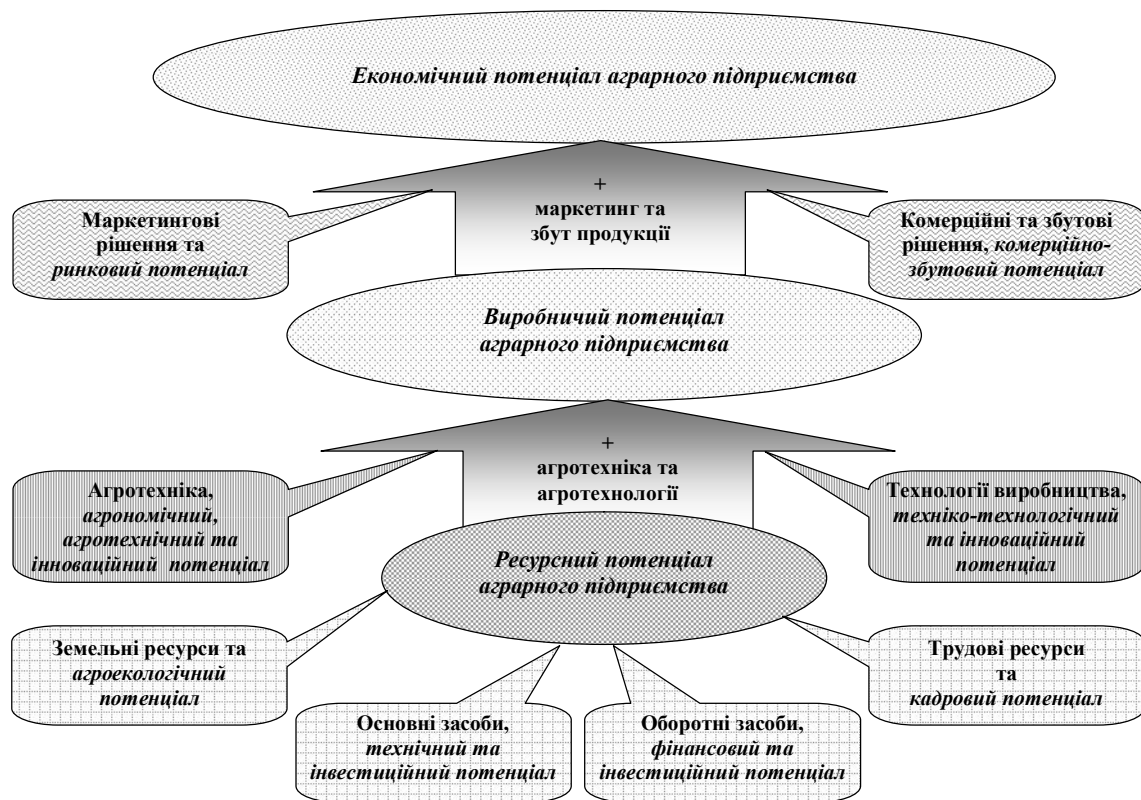 Економічний потенціал аграрного підприємства
+
маркетинг та
збут продукції
Маркетингові
рішення та
ринковий потенціал
Комерційні та збутові
рішення, комерційно-
збутовий потенціал
Виробничий потенціал
аграрного підприємства
+
агротехніка та
агротехнології
Агротехніка,
агрономічний,
агротехнічний та
інноваційний потенціал
Технології виробництва,
техніко-технологічний
та інноваційний
потенціал
Ресурсний потенціал
аграрного підприємства
Земельні ресурси та
агроекологічний
потенціал
Трудові ресурси
та
кадровий потенціал
Основні засоби,
технічний та
інвестиційний потенціал
Оборотні засоби,
фінансовий та
інвестиційний потенціал